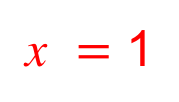 x = 1